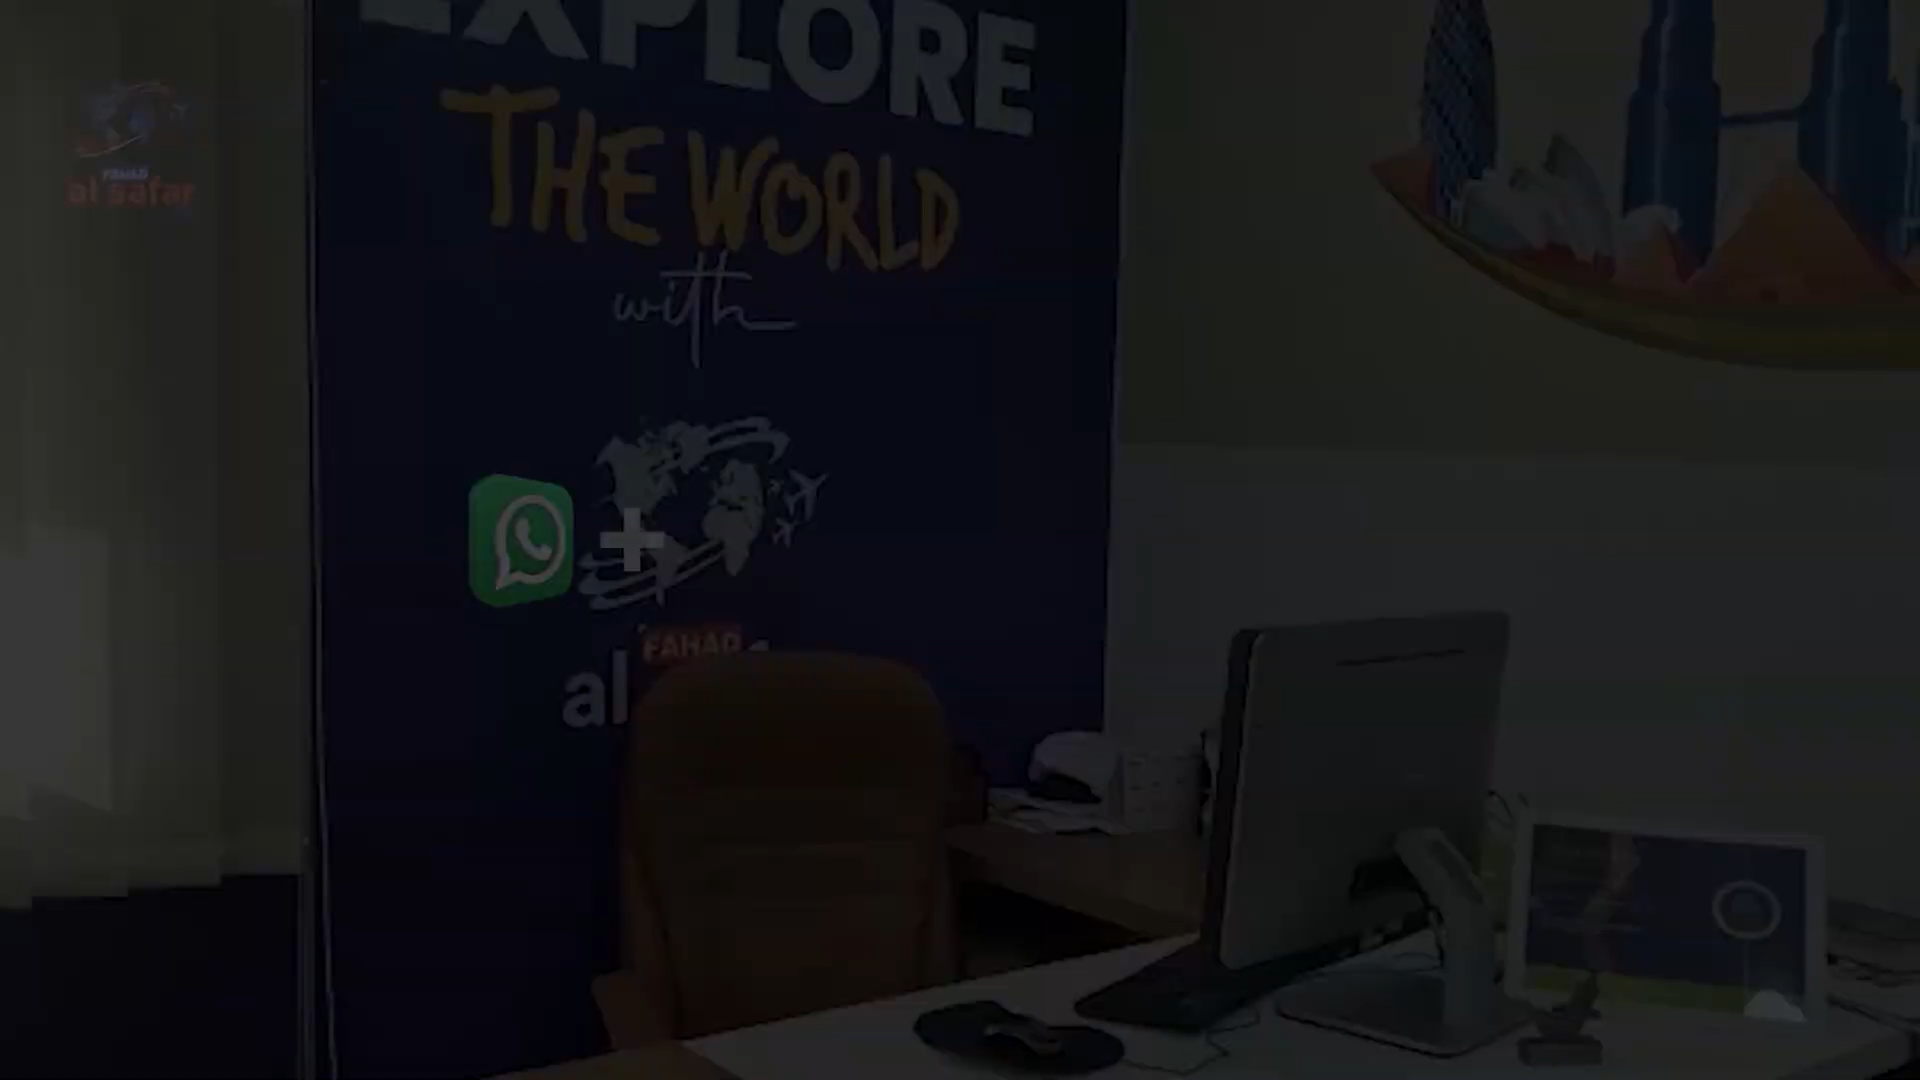 EXPLORE
THE WORLD
with
FAHAD
al
FAHAD
al safar
+